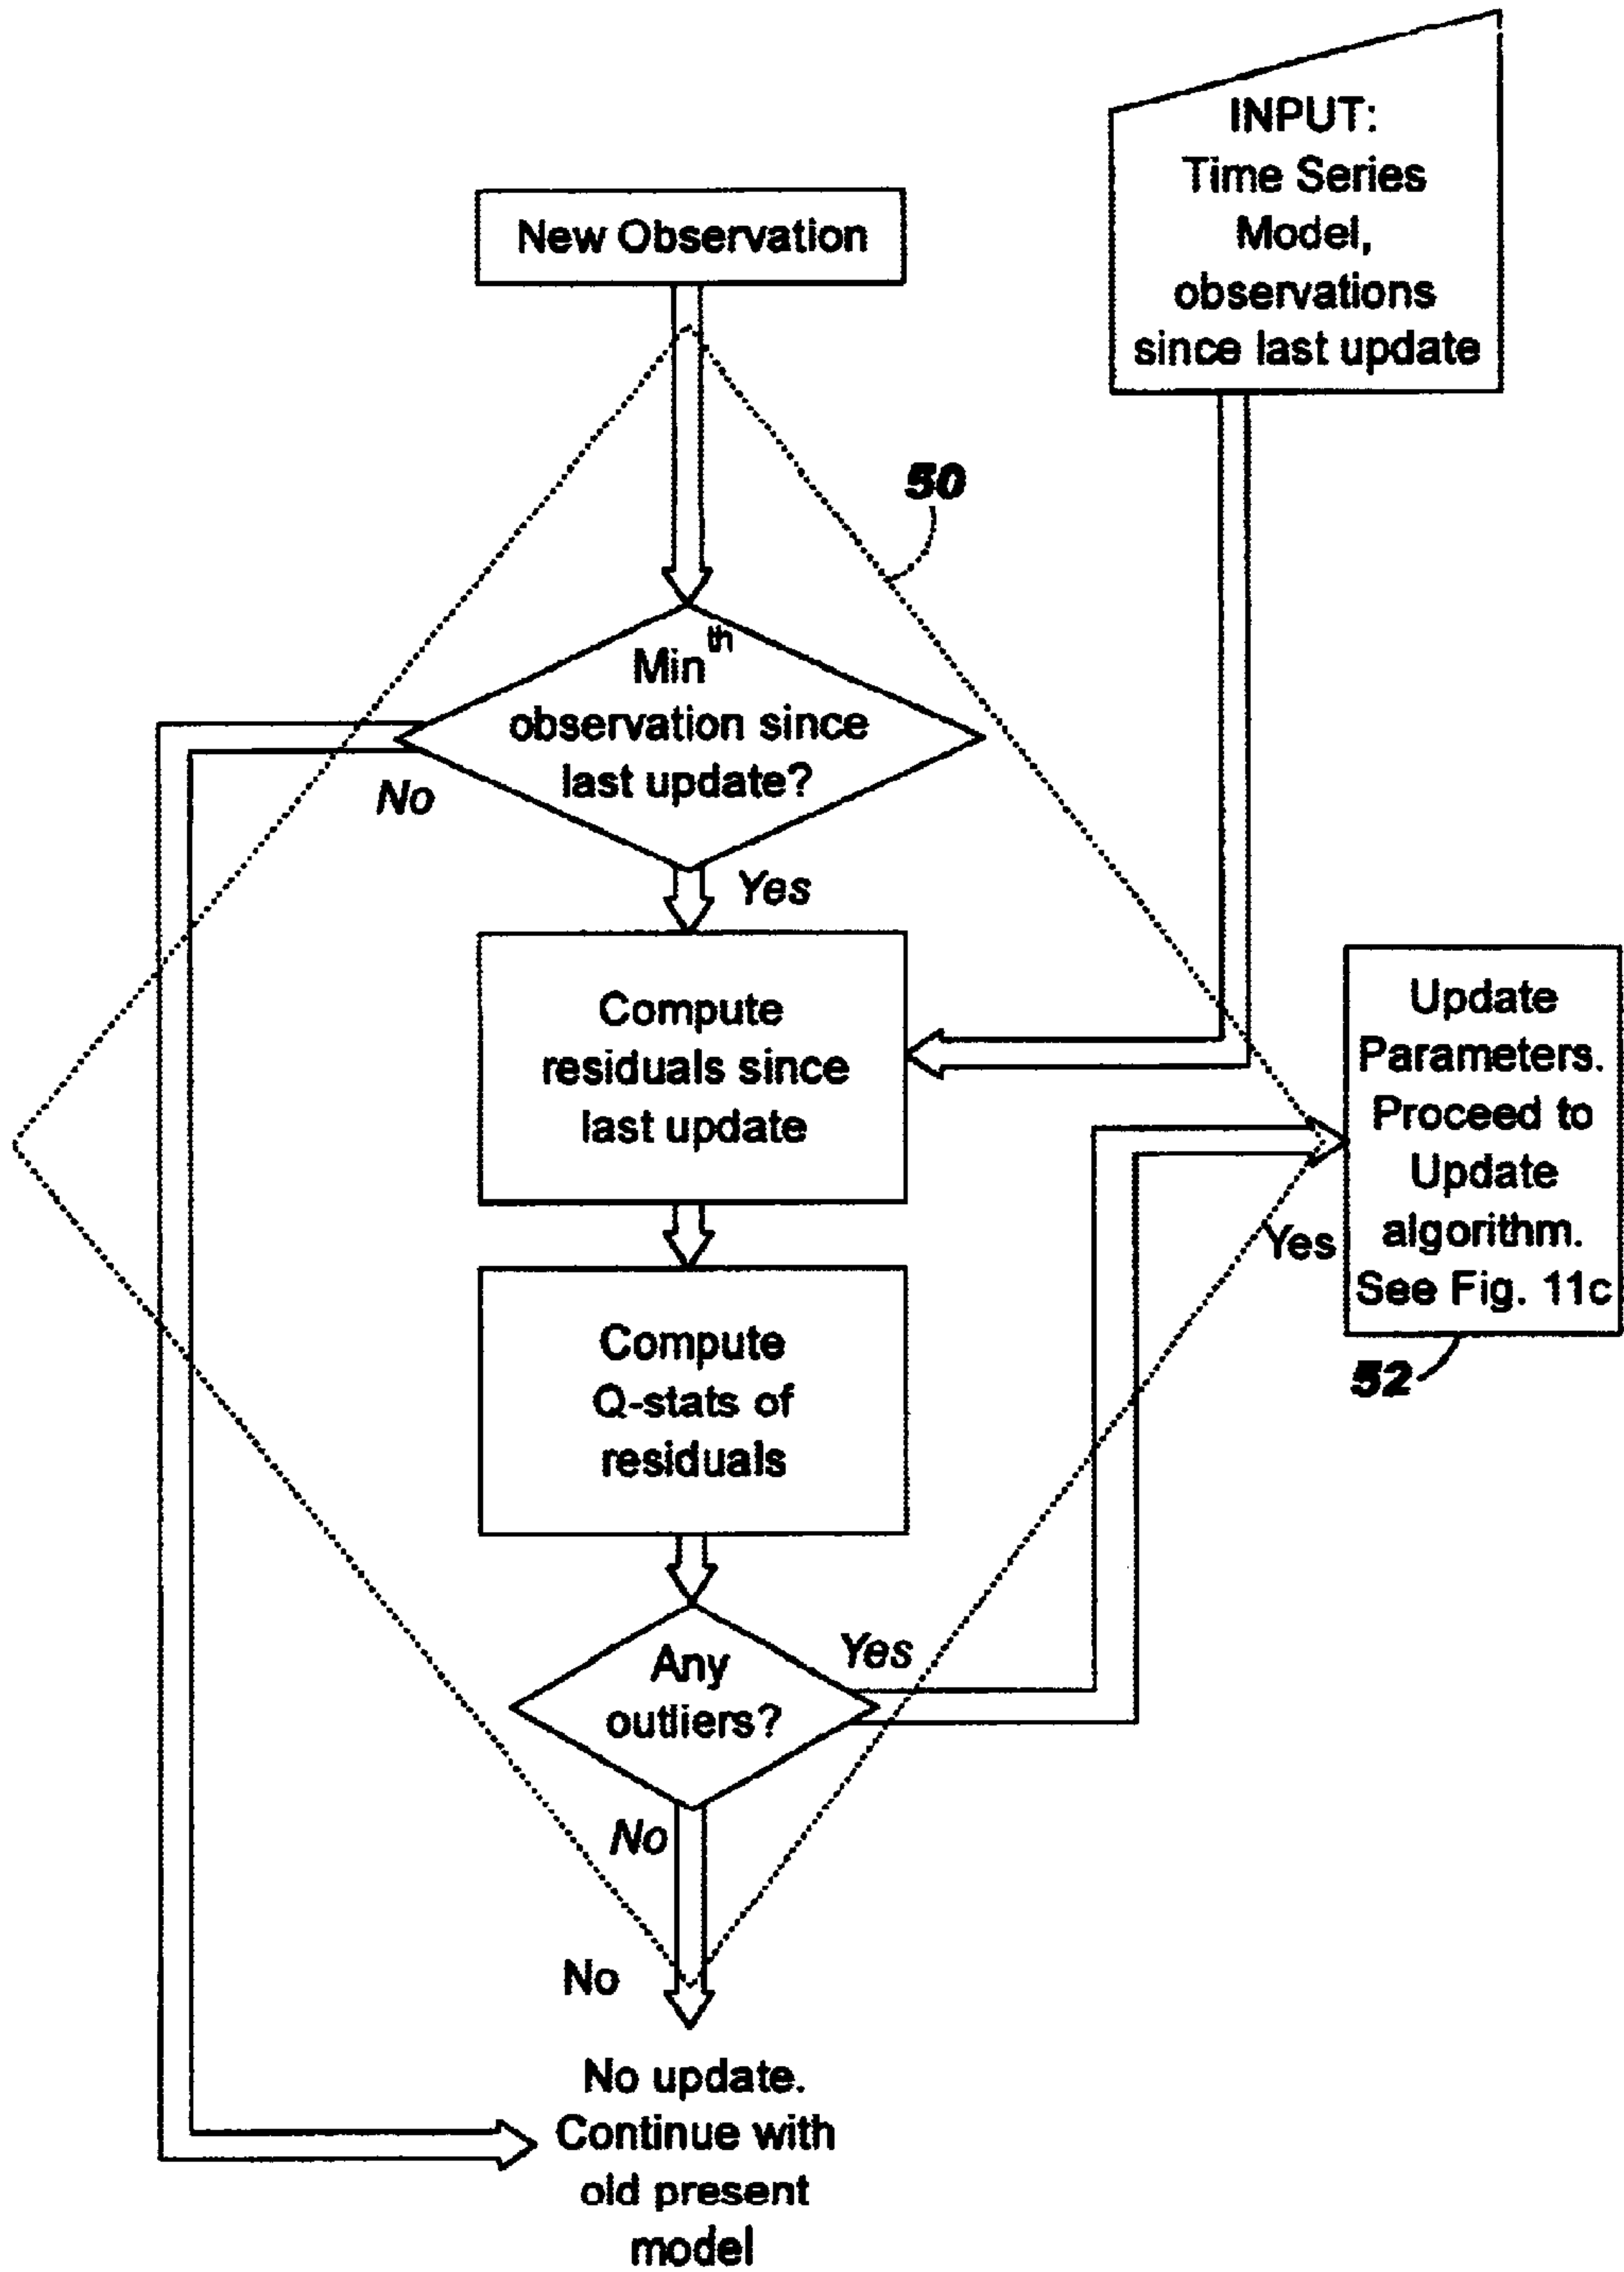 INPUT:
Time Series
Model,
observations
since last update
New Observation
50
Min^th
observation since
last update?
No
Yes
Compute
residuals since
last update
Update
Parameters.
Proceed to
Update
algorithm.
See Fig. 11c
Yes
52
Compute
Q-stats of
residuals
Any
outliers?
Yes
No
No
No update.
Continue with
old present
model